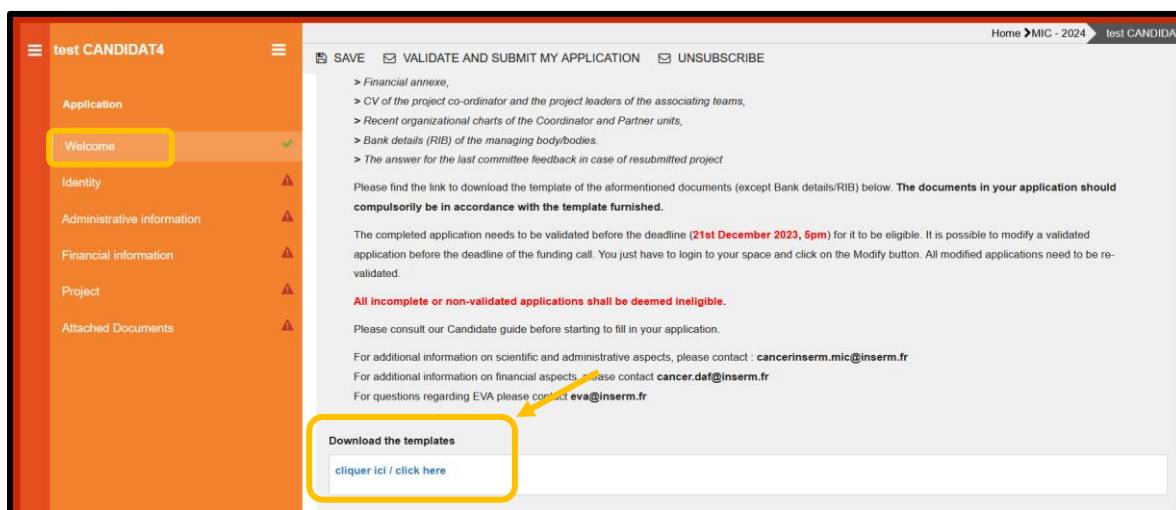 Home MIC - 2024 test CANDIDA
test CANDIDAT4
SAVE VALIDATE AND SUBMIT MY APPLICATION UNSUBSCRIBE
Application
Welcome
Identity
Administrative information
Financial information
Project
Attached Documents
> Financial annexe,
> CV of the project co-ordinator and the project leaders of the associating teams,
> Recent organizational charts of the Coordinator and Partner units,
> Bank details (RIB) of the managing body/bodies.
> The answer for the last committee feedback in case of resubmitted project
Please find the link to download the template of the aformentioned documents (except Bank details/RIB) below. The documents in your application should
compulsorily be in accordance with the template furnished.
The completed application needs to be validated before the deadline (21st December 2023, 5pm) for it to be eligible. It is possible to modify a validated
application before the deadline of the funding call. You just have to login to your space and click on the Modify button. All modified applications need to be re-
validated.
All incomplete or non-validated applications shall be deemed ineligible.
Please consult our Candidate guide before starting to fill in your application.
For additional information on scientific and administrative aspects, please contact : cancerinserm.mic@inserm.fr
For additional information on financial aspects, please contact cancer.daf@inserm.fr
For questions regarding EVA please contact eva@inserm.fr
Download the templates
cliquer ici / click here